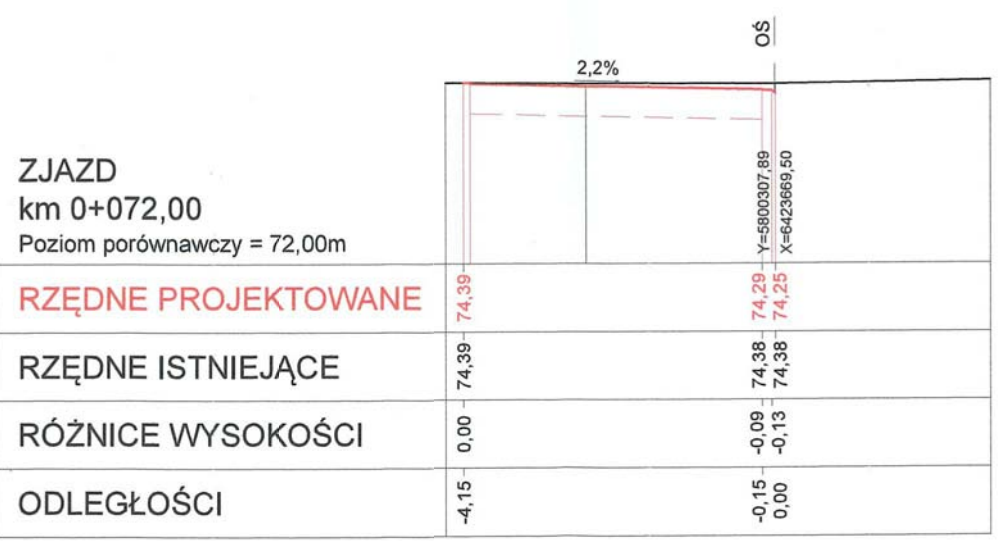 OŚ
2,2%
ZJAZD
km 0+072,00
Poziom porównawczy = 72,00m
Y=5800307,89
X=6423669,50
RZĘDNE PROJEKTOWANE
74,39
74,29
74,25
RZĘDNE ISTNIEJĄCE
74,39
74,38
74,38
RÓŻNICE WYSOKOŚCI
0,00
-0,09
-0,13
ODLEGŁOŚCI
-4,15
-0,15
0,00